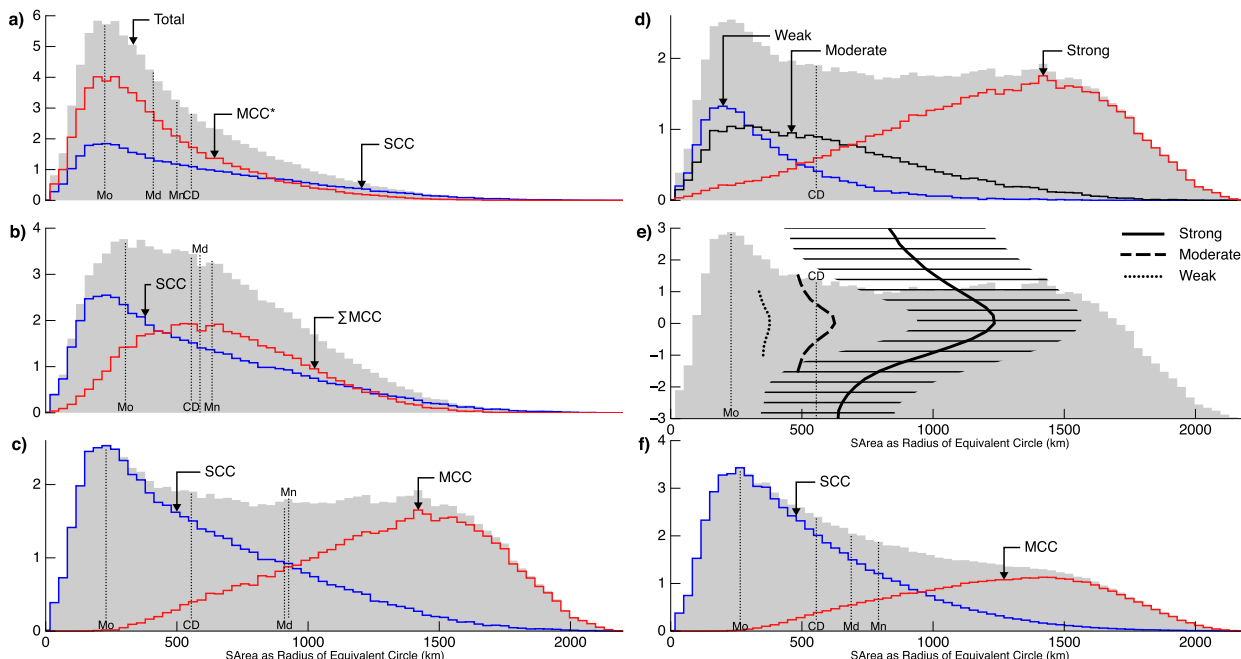 a)
Total
MCC*
SCC
6
5
4
3
2
1
0
Mo
Md
Mn
CD
b)
Md
SCC
∑MCC
4
3
2
1
0
Mo
CD
Mn
c)
SCC
Mn
MCC
2
1
0
Mo
CD
Md
0
500
1000
1500
2000
SArea as Radius of Equivalent Circle (km)
d)
Weak
Moderate
Strong
2
1
0
CD
e)
3
2
1
0
−1
−2
−3
CD
Mo
Strong
Moderate
Weak
0
500
1000
1500
2000
SArea as Radius of Equivalent Circle (km)
f)
SCC
MCC
4
3
2
1
0
Mo
CD
Md
Mn
0
500
1000
1500
2000
SArea as Radius of Equivalent Circle (km)